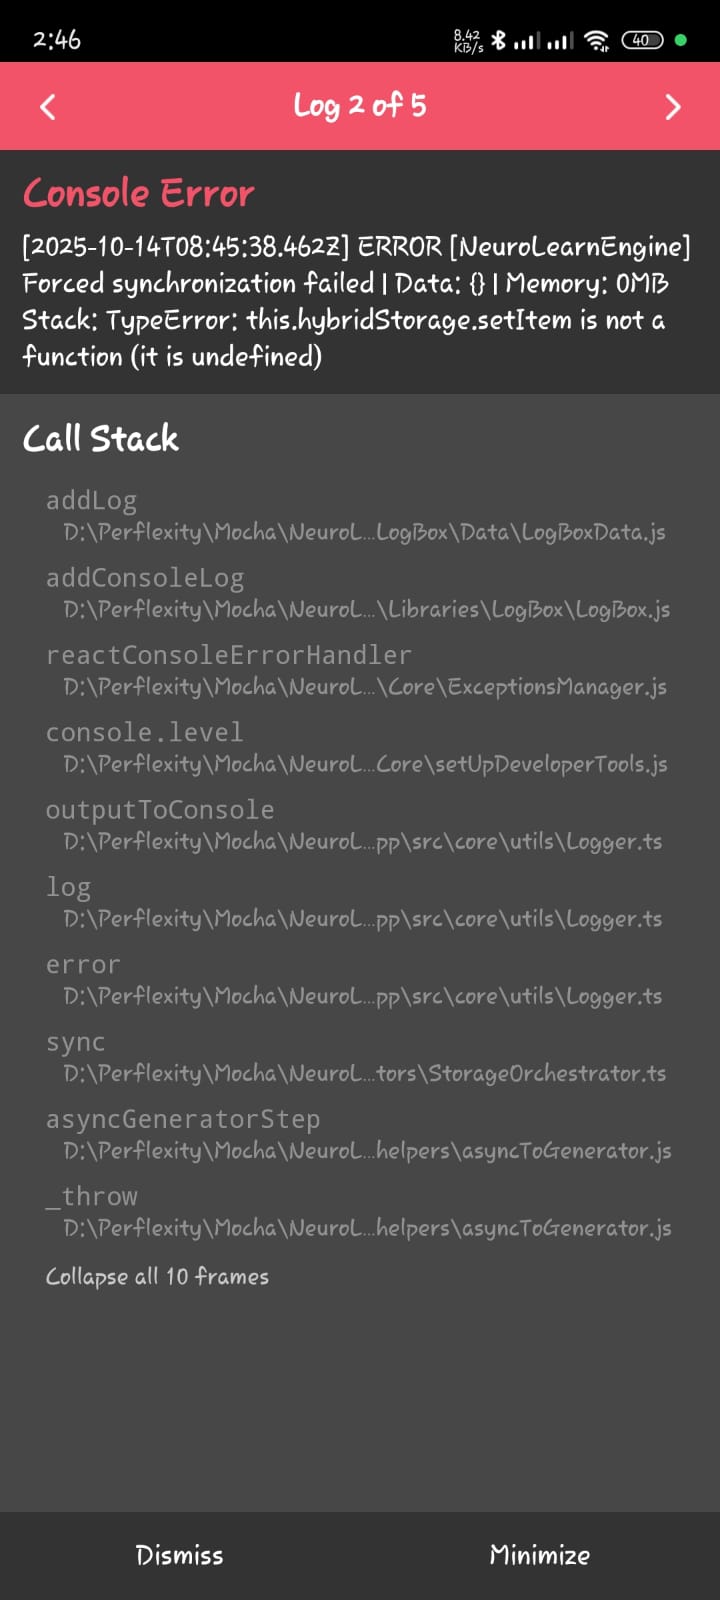 2:46
8.42
KB/s
40
Log 2 of 5
Console Error
[2025-10-14T08:45:38.462Z] ERROR [NeuroLearnEngine]
Forced synchronization failed | Data: {} | Memory: 0MB
Stack: TypeError: this.hybridStorage.setItem is not a
function (it is undefined)
Call Stack
addLog
D:\Perflexity\Mocha\NeuroL...LogBox\Data\LogBoxData.js
addConsoleLog
D:\Perflexity\Mocha\NeuroL...\Libraries\LogBox\LogBox.js
reactConsoleErrorHandler
D:\Perflexity\Mocha\NeuroL...\Core\ExceptionsManager.js
console.level
D:\Perflexity\Mocha\NeuroL...Core\setUpDeveloperTools.js
outputToConsole
D:\Perflexity\Mocha\NeuroL...pp\src\core\utils\Logger.ts
log
D:\Perflexity\Mocha\NeuroL...pp\src\core\utils\Logger.ts
error
D:\Perflexity\Mocha\NeuroL...pp\src\core\utils\Logger.ts
sync
D:\Perflexity\Mocha\NeuroL...tors\StorageOrchestrator.ts
asyncGeneratorStep
D:\Perflexity\Mocha\NeuroL...helpers\asyncToGenerator.js
_throw
D:\Perflexity\Mocha\NeuroL...helpers\asyncToGenerator.js
Collapse all 10 frames
Dismiss
Minimize